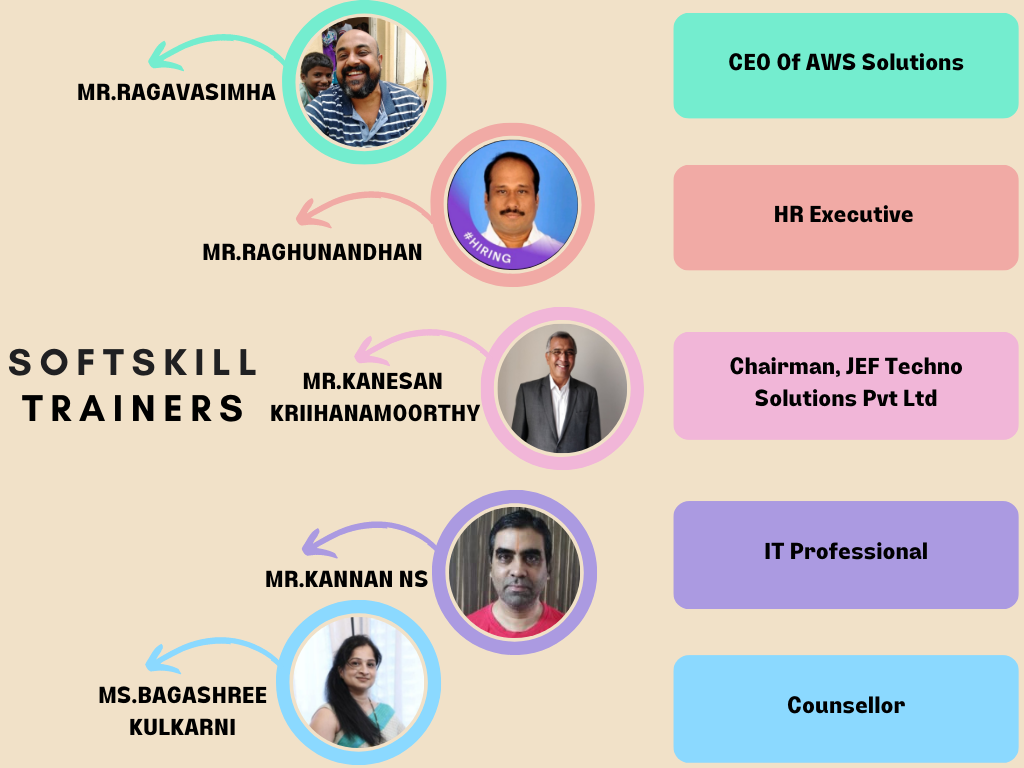 MR.RAGAVASIMHA
CEO Of AWS Solutions
#HIRING
MR.RAGHUNANDHAN
HR Executive
SOFTSKILL
TRAINERS
MR.KANESAN
KRIIHANAMOORTHY
Chairman, JEF Techno
Solutions Pvt Ltd
MR.KANNAN NS
IT Professional
MS.BAGASHREE
KULKARNI
Counsellor